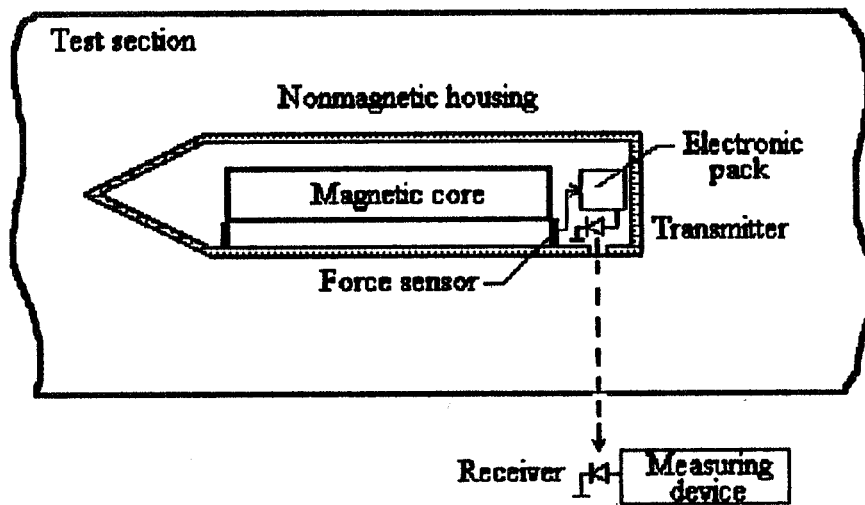 Test section
Nonmagnetic housing
Electronic
pack
Magnetic core
Transmitter
Force sensor
Receiver
Measuring
device